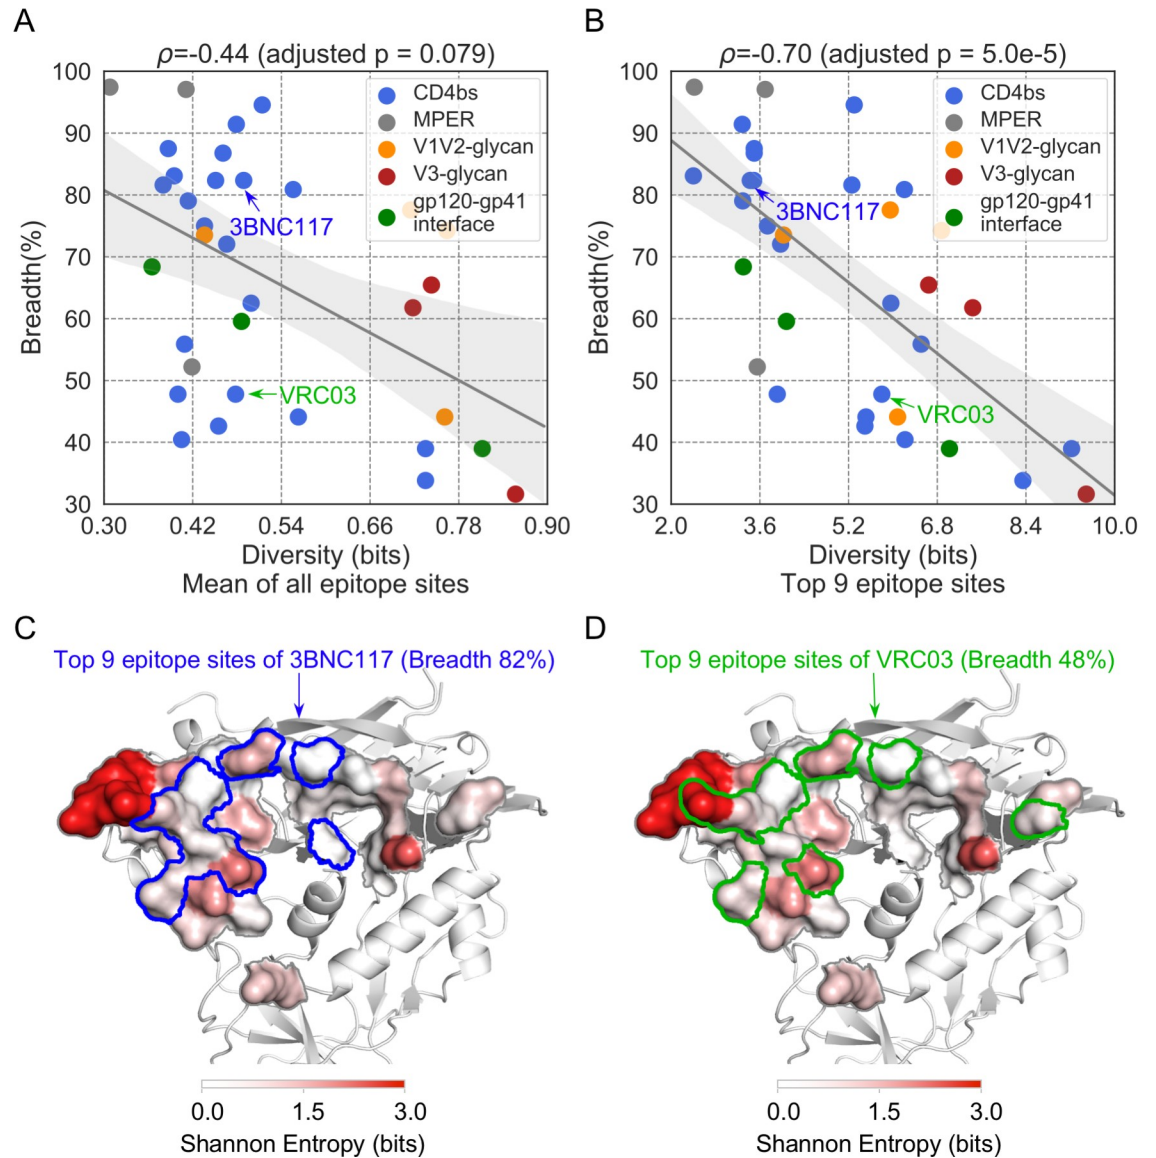 A
ρ=-0.44 (adjusted p = 0.079)
100
90
80
70
60
50
40
30
Breadth(%)
CD4bs
MPER
V1V2-glycan
V3-glycan
gp120-gp41
interface
3BNC117
VRC03
0.30 0.42 0.54 0.66 0.78 0.90
Diversity (bits)
Mean of all epitope sites
B
ρ=-0.70 (adjusted p = 5.0e-5)
100
90
80
70
60
50
40
30
Breadth(%)
CD4bs
MPER
V1V2-glycan
V3-glycan
gp120-gp41
interface
3BNC117
VRC03
2.0 3.6 5.2 6.8 8.4 10.0
Diversity (bits)
Top 9 epitope sites
C
Top 9 epitope sites of 3BNC117 (Breadth 82%)
0.0 1.5 3.0
Shannon Entropy (bits)
D
Top 9 epitope sites of VRC03 (Breadth 48%)
0.0 1.5 3.0
Shannon Entropy (bits)